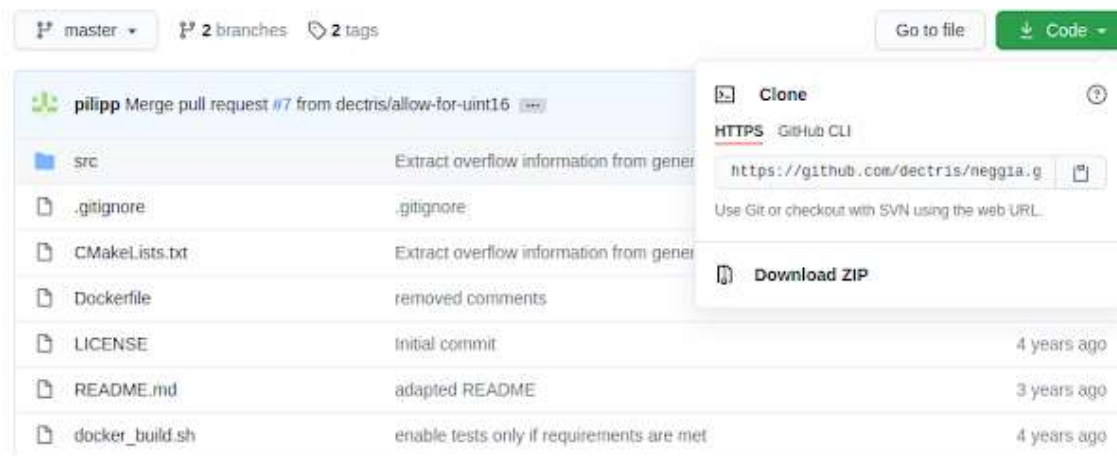 master 2 branches 2 tags Go to file Code
pilipp Merge pull request #7 from dectris/allow-for-uint16 ...
Clone
HTTPS GitHub CLI
https://github.com/dectris/neggia.g
Use Git or checkout with SVN using the web URL.
Download ZIP
src Extract overflow information from gener
.gitignore .gitignore
CMakeLists.txt Extract overflow information from gener
Dockerfile removed comments
LICENSE Initial commit 4 years ago
README.md adapted README 3 years ago
docker_build.sh enable tests only if requirements are met 4 years ago